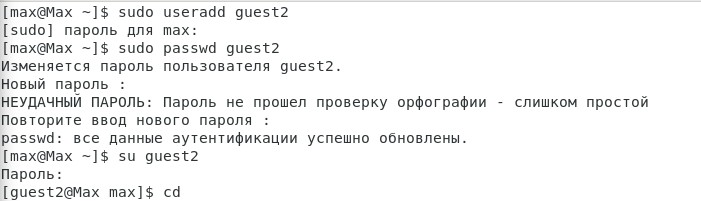 [max@Max ~]$ sudo useradd guest2
[sudo] пароль для max:
[max@Max ~]$ sudo passwd guest2
Изменяется пароль пользователя guest2.
Новый пароль :
НЕУДАЧНЫЙ ПАРОЛЬ: Пароль не прошел проверку орфографии - слишком простой
Повторите ввод нового пароля :
passwd: все данные аутентификации успешно обновлены.
[max@Max ~]$ su guest2
Пароль:
[guest2@Max max]$ cd